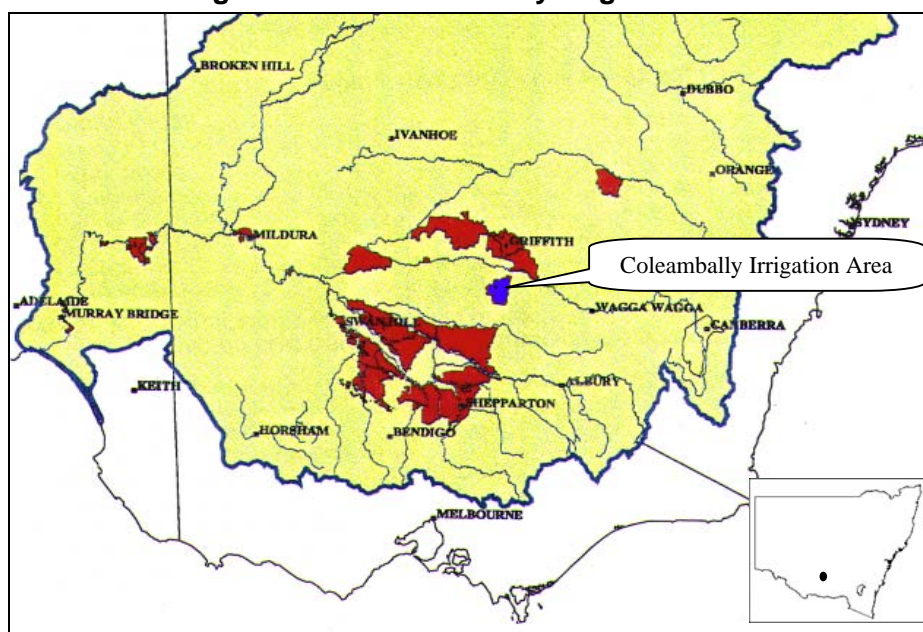 BROKEN HILL
DUBBO
IVANHOE
ORANGE
SYDNEY
MILDURA
GRIFFITH
Coleambally Irrigation Area
ADELAIDE
MURRAY BRIDGE
WAGGA WAGGA
SWAN HILL
CANBERRA
KEITH
ALBURY
SHEPPARTON
HORSHAM
BENDIGO
MELBOURNE